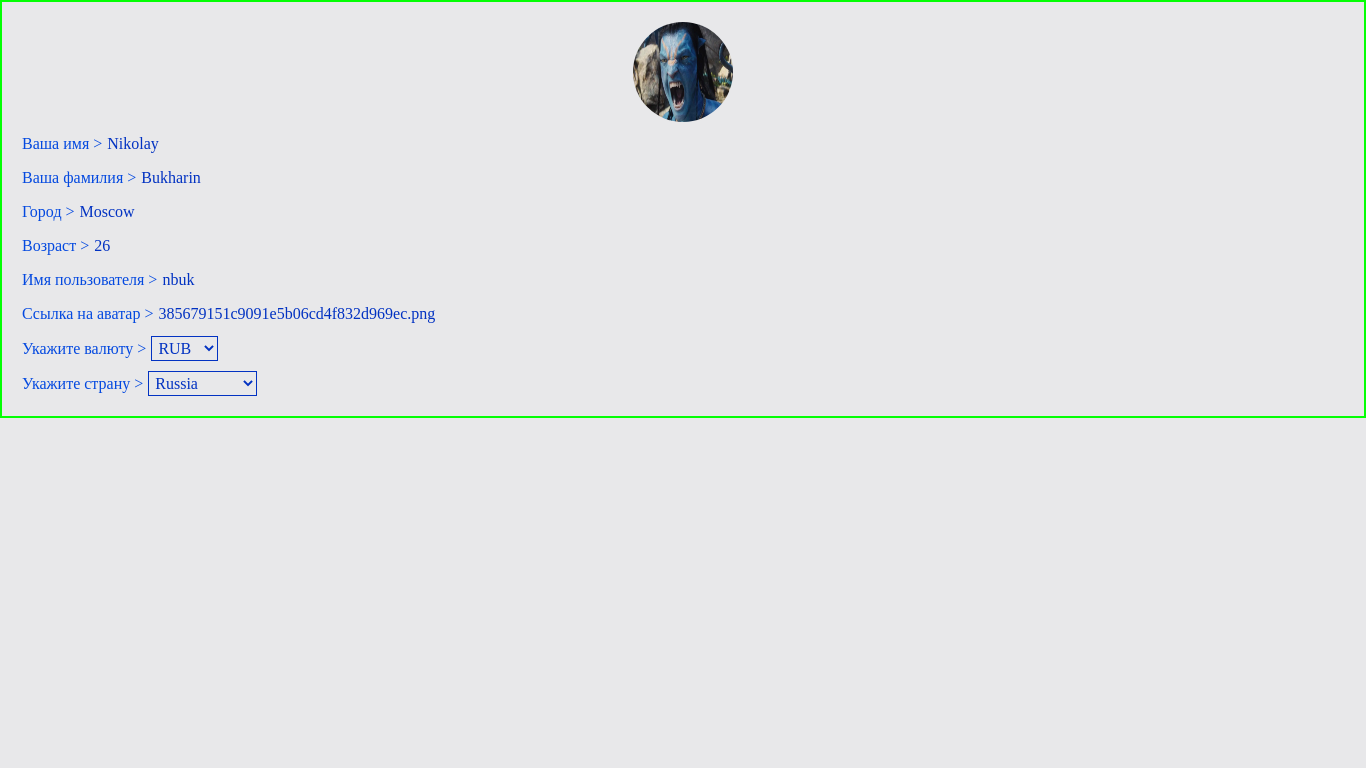 Ваша имя > Nikolay
Ваша фамилия > Bukharin
Город > Moscow
Возраст > 26
Имя пользователя > nbuk
Ссылка на аватар > 385679151c9091e5b06cd4f832d969ec.png
Укажите валюту > RUB
Укажите страну > Russia